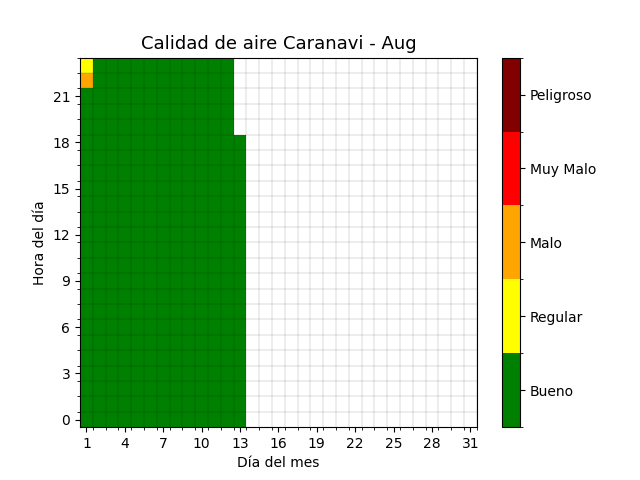 Calidad de aire Caranavi - Aug
21
18
15
12
9
6
3
0
Hora del día
1 4 7 10 13 16 19 22 25 28 31
Día del mes
Peligroso
Muy Malo
Malo
Regular
Bueno